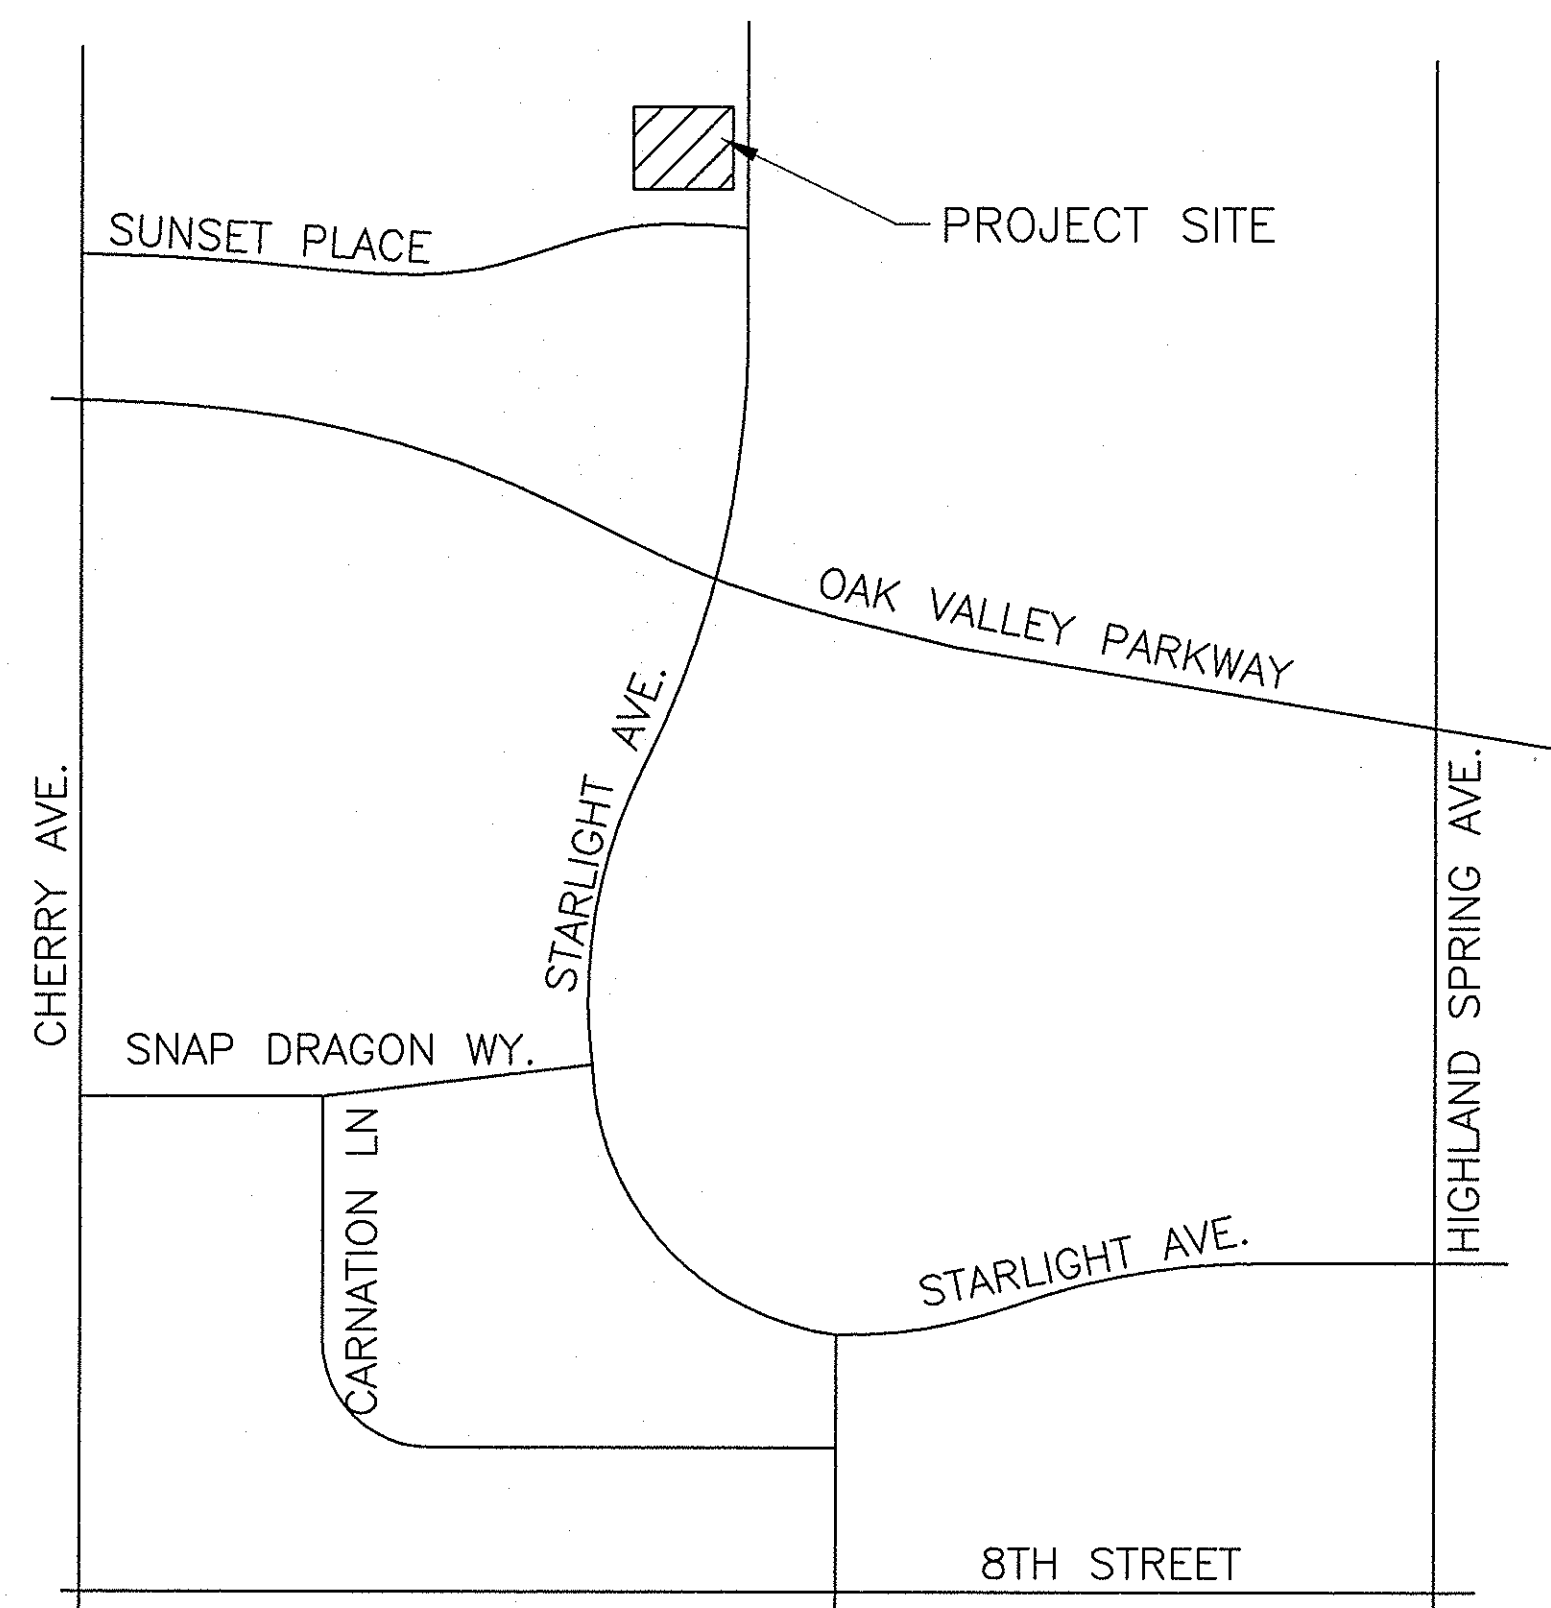 SUNSET PLACE
PROJECT SITE
OAK VALLEY PARKWAY
STARLIGHT AVE.
CHERRY AVE.
HIGHLAND SPRING AVE.
SNAP DRAGON WY.
CARNATION LN
STARLIGHT AVE.
8TH STREET